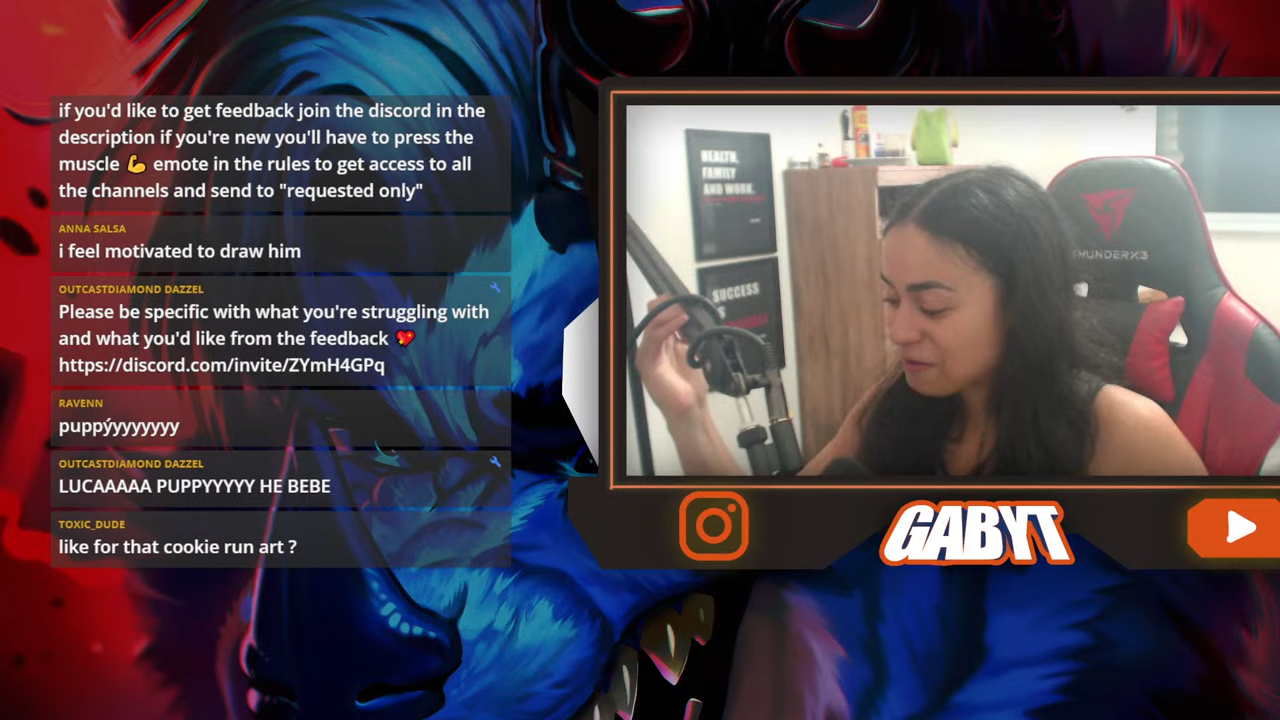 if you'd like to get feedback join the discord in the
description if you're new you'll have to press the
muscle 💪 emote in the rules to get access to all
the channels and send to "requested only"
ANNA SALSA
i feel motivated to draw him
OUTCASTDIAMOND DAZZEL
Please be specific with what you're struggling with
and what you'd like from the feedback 💖
https://discord.com/invite/ZYmH4GPq
RAVENN
puppýyyyyyyy
OUTCASTDIAMOND DAZZEL
LUCAAAAA PUPPYYYYY HE BEBE
TOXIC_DUDE
like for that cookie run art ?
HEALTH,
FAMILY
AND WORK.
SUCCESS
THUNDERX3
GABYT